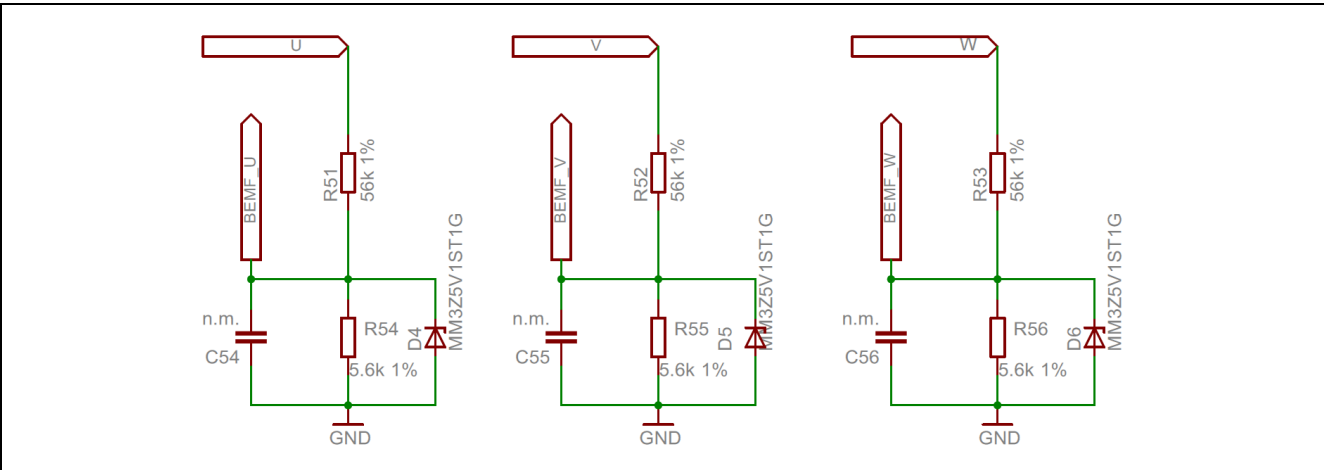 U
BEMF_U
R51
56k 1%
n.m.
C54
R54
5.6k 1%
D4
MM3Z5V1ST1G
GND
V
BEMF_V
R52
56k 1%
n.m.
C55
R55
5.6k 1%
D5
MM3Z5V1ST1G
GND
W
BEMF_W
R53
56k 1%
n.m.
C56
R56
5.6k 1%
D6
MM3Z5V1ST1G
GND